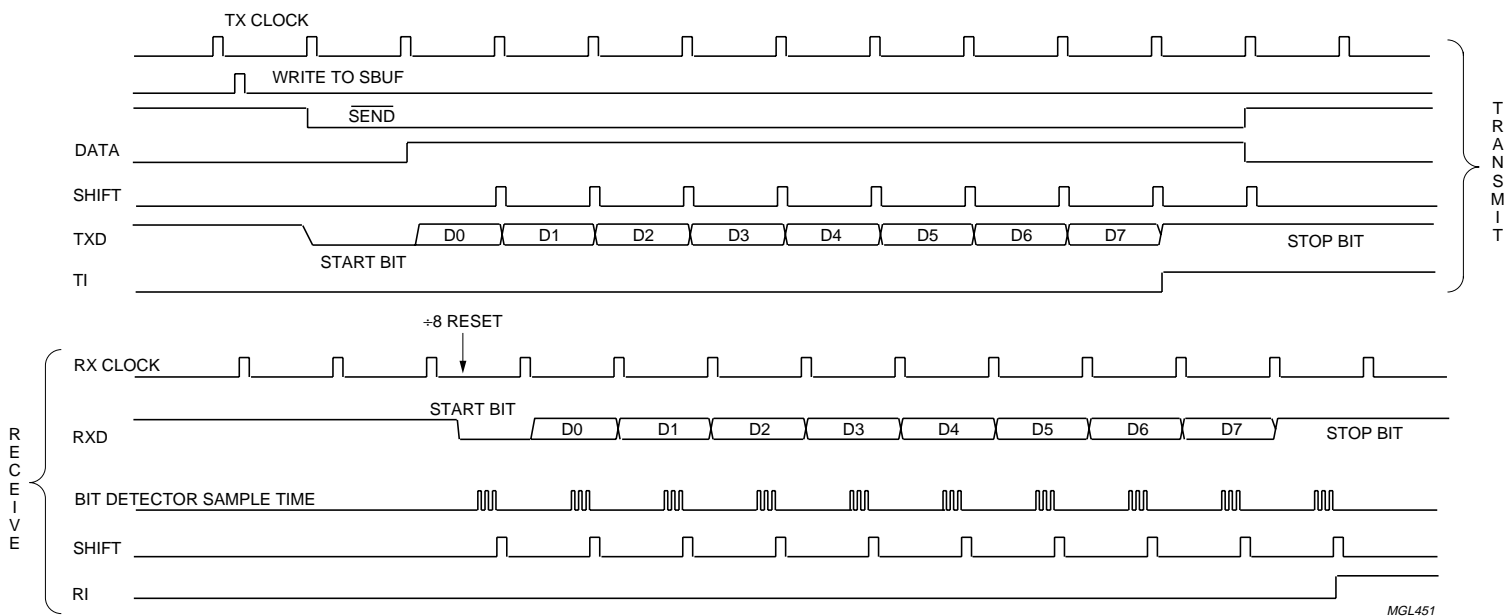 TX CLOCK
WRITE TO SBUF
SEND
DATA
SHIFT
TXD
D0 D1 D2 D3 D4 D5 D6 D7
START BIT
STOP BIT
TI
TRANSMIT
÷8 RESET
RX CLOCK
START BIT
RXD
D0 D1 D2 D3 D4 D5 D6 D7
STOP BIT
BIT DETECTOR SAMPLE TIME
SHIFT
RI
RECEIVE
MGL451